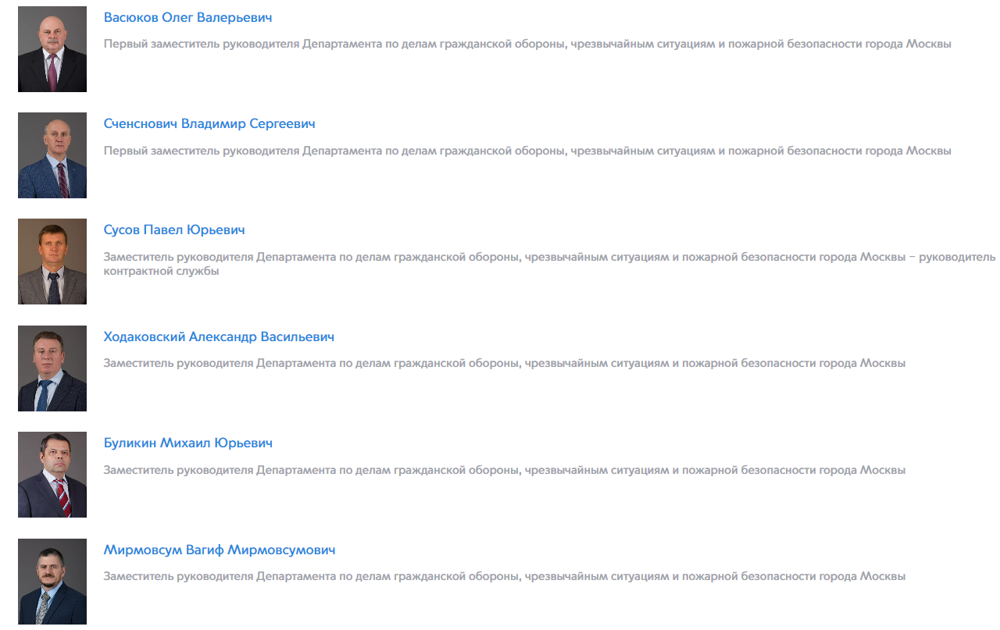 Васюков Олег Валерьевич
Первый заместитель руководителя Департамента по делам гражданской обороны, чрезвычайным ситуациям и пожарной безопасности города Москвы
Сченснович Владимир Сергеевич
Первый заместитель руководителя Департамента по делам гражданской обороны, чрезвычайным ситуациям и пожарной безопасности города Москвы
Сусов Павел Юрьевич
Заместитель руководителя Департамента по делам гражданской обороны, чрезвычайным ситуациям и пожарной безопасности города Москвы – руководитель
контрактной службы
Ходаковский Александр Васильевич
Заместитель руководителя Департамента по делам гражданской обороны, чрезвычайным ситуациям и пожарной безопасности города Москвы
Буликин Михаил Юрьевич
Заместитель руководителя Департамента по делам гражданской обороны, чрезвычайным ситуациям и пожарной безопасности города Москвы
Мирмовсум Вагиф Мирмовсумович
Заместитель руководителя Департамента по делам гражданской обороны, чрезвычайным ситуациям и пожарной безопасности города Москвы